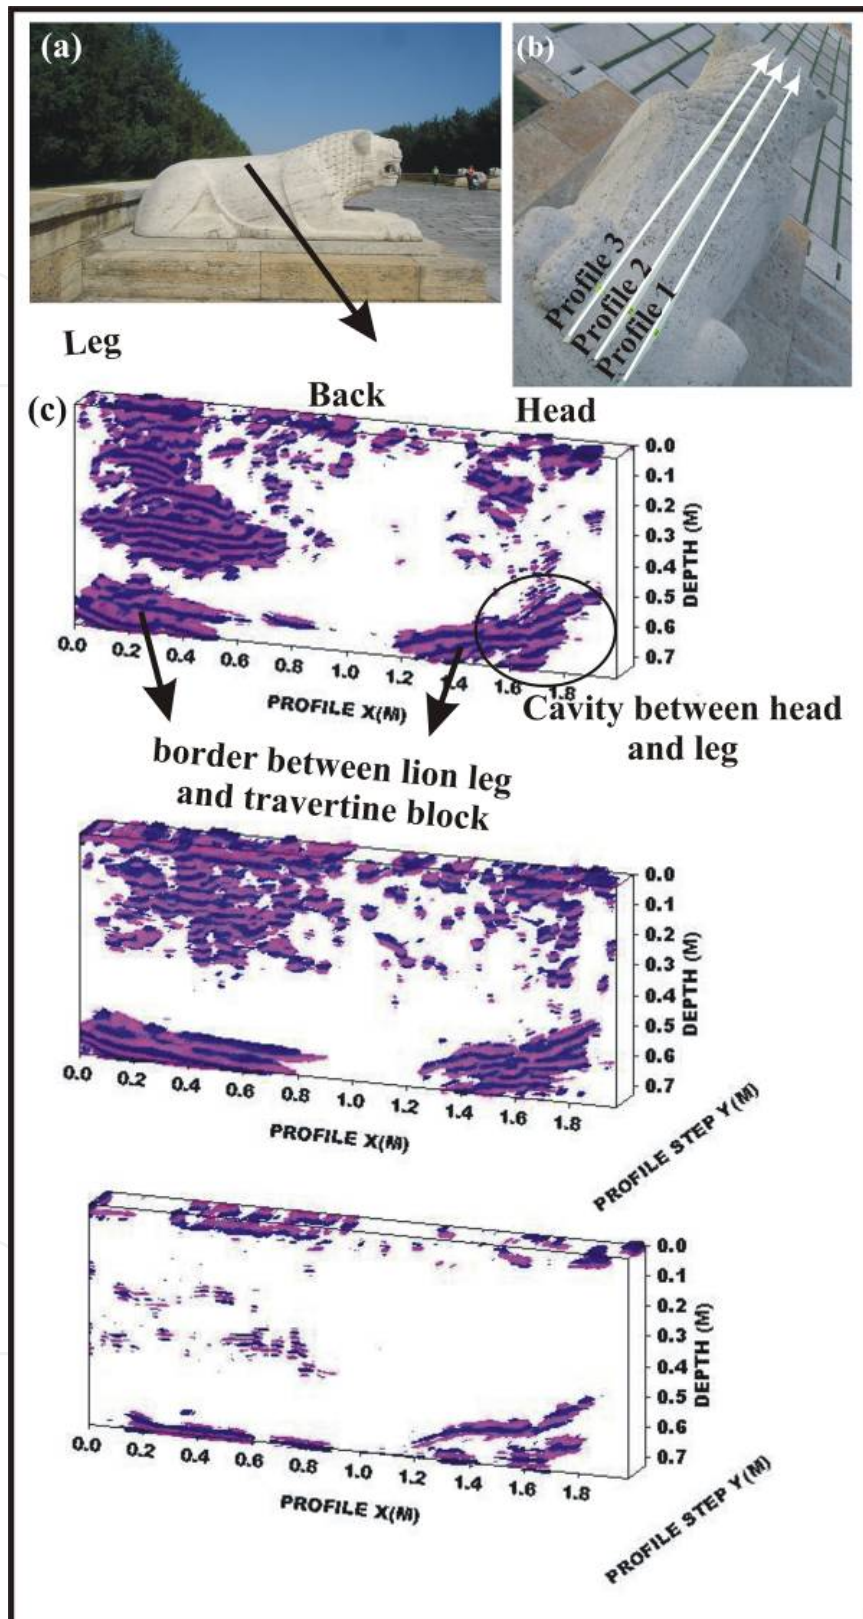 (a)
(b)
Profile 3
Profile 2
Profile 1
Leg
(c)
Back
Head
0.0
0.1
0.2
0.3
0.4
0.5
0.6
0.7
DEPTH (M)
0.0 0.2 0.4 0.6 0.8 1.0 1.2 1.4 1.6 1.8
PROFILE X(M)
Cavity between head
and leg
border between lion leg
and travertine block
0.0
0.1
0.2
0.3
0.4
0.5
0.6
0.7
DEPTH (M)
0.0 0.2 0.4 0.6 0.8 1.0 1.2 1.4 1.6 1.8
PROFILE X(M)
PROFILE STEP Y(M)
0.0
0.1
0.2
0.3
0.4
0.5
0.6
0.7
DEPTH (M)
0.0 0.2 0.4 0.6 0.8 1.0 1.2 1.4 1.6 1.8
PROFILE X(M)
PROFILE STEP Y(M)